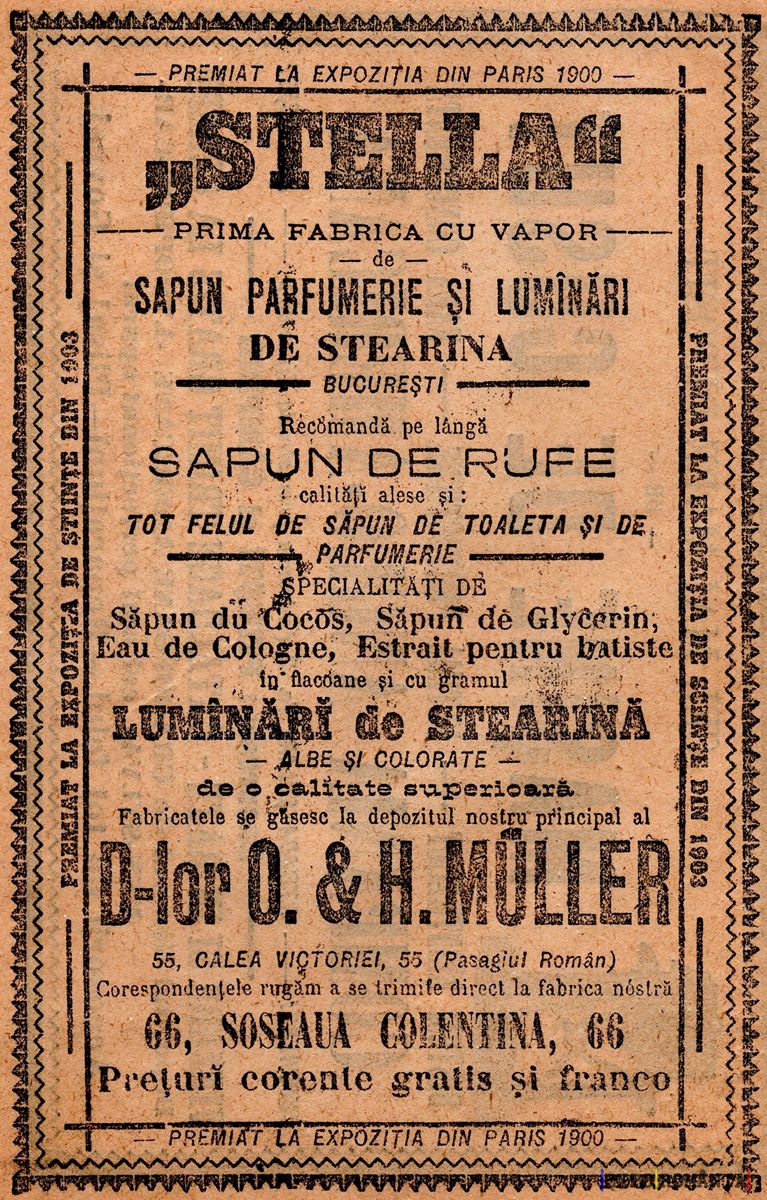 — PREMIAT LA EXPOZIȚIA DIN PARIS 1900 —
„STELLA“
PRIMA FABRICA CU VAPOR
— de —
SAPUN PARFUMERIE ȘI LUMÎNĂRI
DE STEARINA
BUCUREȘTI
Recomandă pe lângă
SAPUN DE RUFE
calități alese și :
TOT FELUL DE SĂPUN DE TOALETA ȘI DE
PARFUMERIE
SPECIALITĂȚI DE
Săpun du Cocos, Săpun de Glycerin,
Eau de Cologne, Estrait pentru batiste
în flacoane și cu gramul
LUMÎNĂRĬ de STEARINĂ
— ALBE ȘI COLORATE —
de o calitate superioară
Fabricatele se găsesc la depozitul nostru principal al
D-lor O. & H. MÜLLER
55, CALEA VICTORIEI, 55 (Pasagiul Român)
Corespondențele rugăm a se trimite direct la fabrica nóstră
66, SOSEAUA COLENTINA, 66
Prețurĭ corente gratis și franco
— PREMIAT LA EXPOZIȚIA DIN PARIS 1900 —
PREMIAT LA EXPOZIȚIA DE ȘTIINȚE DIN 1903
PREMIAT LA EXPOZIȚIA DE SCIINȚE DIN 1903